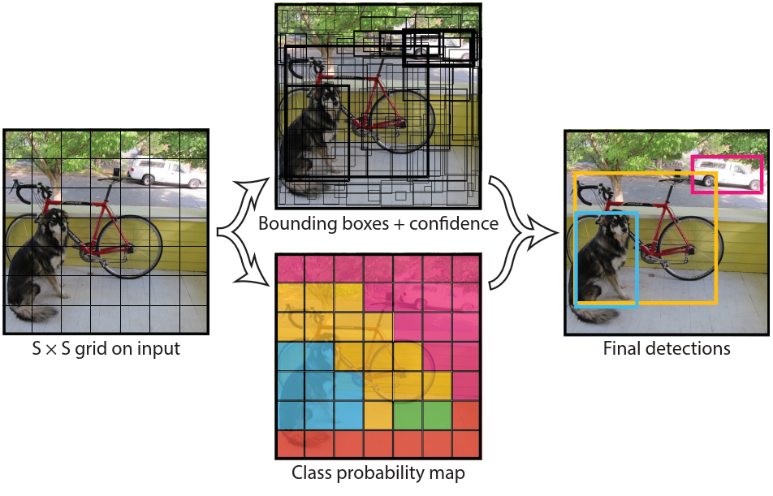 Bounding boxes + confidence
S × S grid on input
Final detections
Class probability map